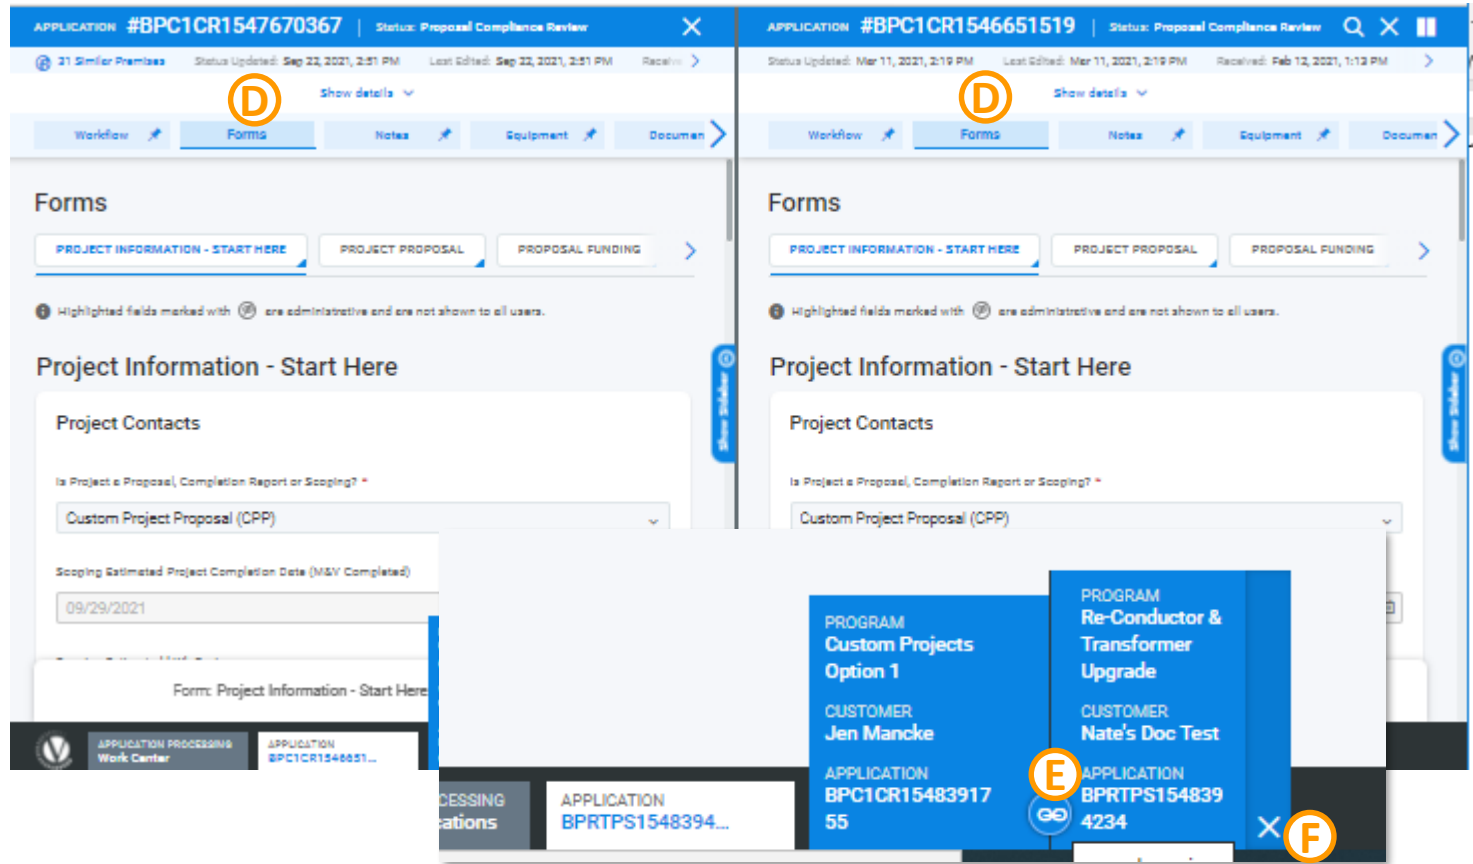 APPLICATION #BPC1CR1547670367 | Status: Proposal Compliance Review
21 Similar Premises Status Updated: Sep 22, 2021, 2:51 PM Last Edited: Sep 22, 2021, 2:51 PM Receiv
D
Show details
Workflow Forms Notes Equipment Documen
Forms
PROJECT INFORMATION - START HERE PROJECT PROPOSAL PROPOSAL FUNDING
Highlighted fields marked with are administrative and are not shown to all users.
Show Sidebar
Project Information - Start Here
Project Contacts
Is Project a Proposal, Completion Report or Scoping? *
Custom Project Proposal (CPP)
Scoping Estimated Project Completion Date (M&V Completed)
09/29/2021
Form: Project Information - Start Here
APPLICATION PROCESSING
Work Center
APPLICATION
BPC1CR1546651...
APPLICATION #BPC1CR1546651519 | Status: Proposal Compliance Review
Status Updated: Mar 11, 2021, 2:19 PM Last Edited: Mar 11, 2021, 2:19 PM Received: Feb 12, 2021, 1:13 PM
D
Show details
Workflow Forms Notes Equipment Documen
Forms
PROJECT INFORMATION - START HERE PROJECT PROPOSAL PROPOSAL FUNDING
Highlighted fields marked with are administrative and are not shown to all users.
Show Sidebar
Project Information - Start Here
Project Contacts
Is Project a Proposal, Completion Report or Scoping? *
Custom Project Proposal (CPP)
CESSING
cations
APPLICATION
BPRTPS1548394...
PROGRAM
Custom Projects
Option 1
CUSTOMER
Jen Mancke
APPLICATION
BPC1CR15483917
55
PROGRAM
Re-Conductor &
Transformer
Upgrade
CUSTOMER
Nate's Doc Test
E
APPLICATION
BPRTPS154839
4234
F